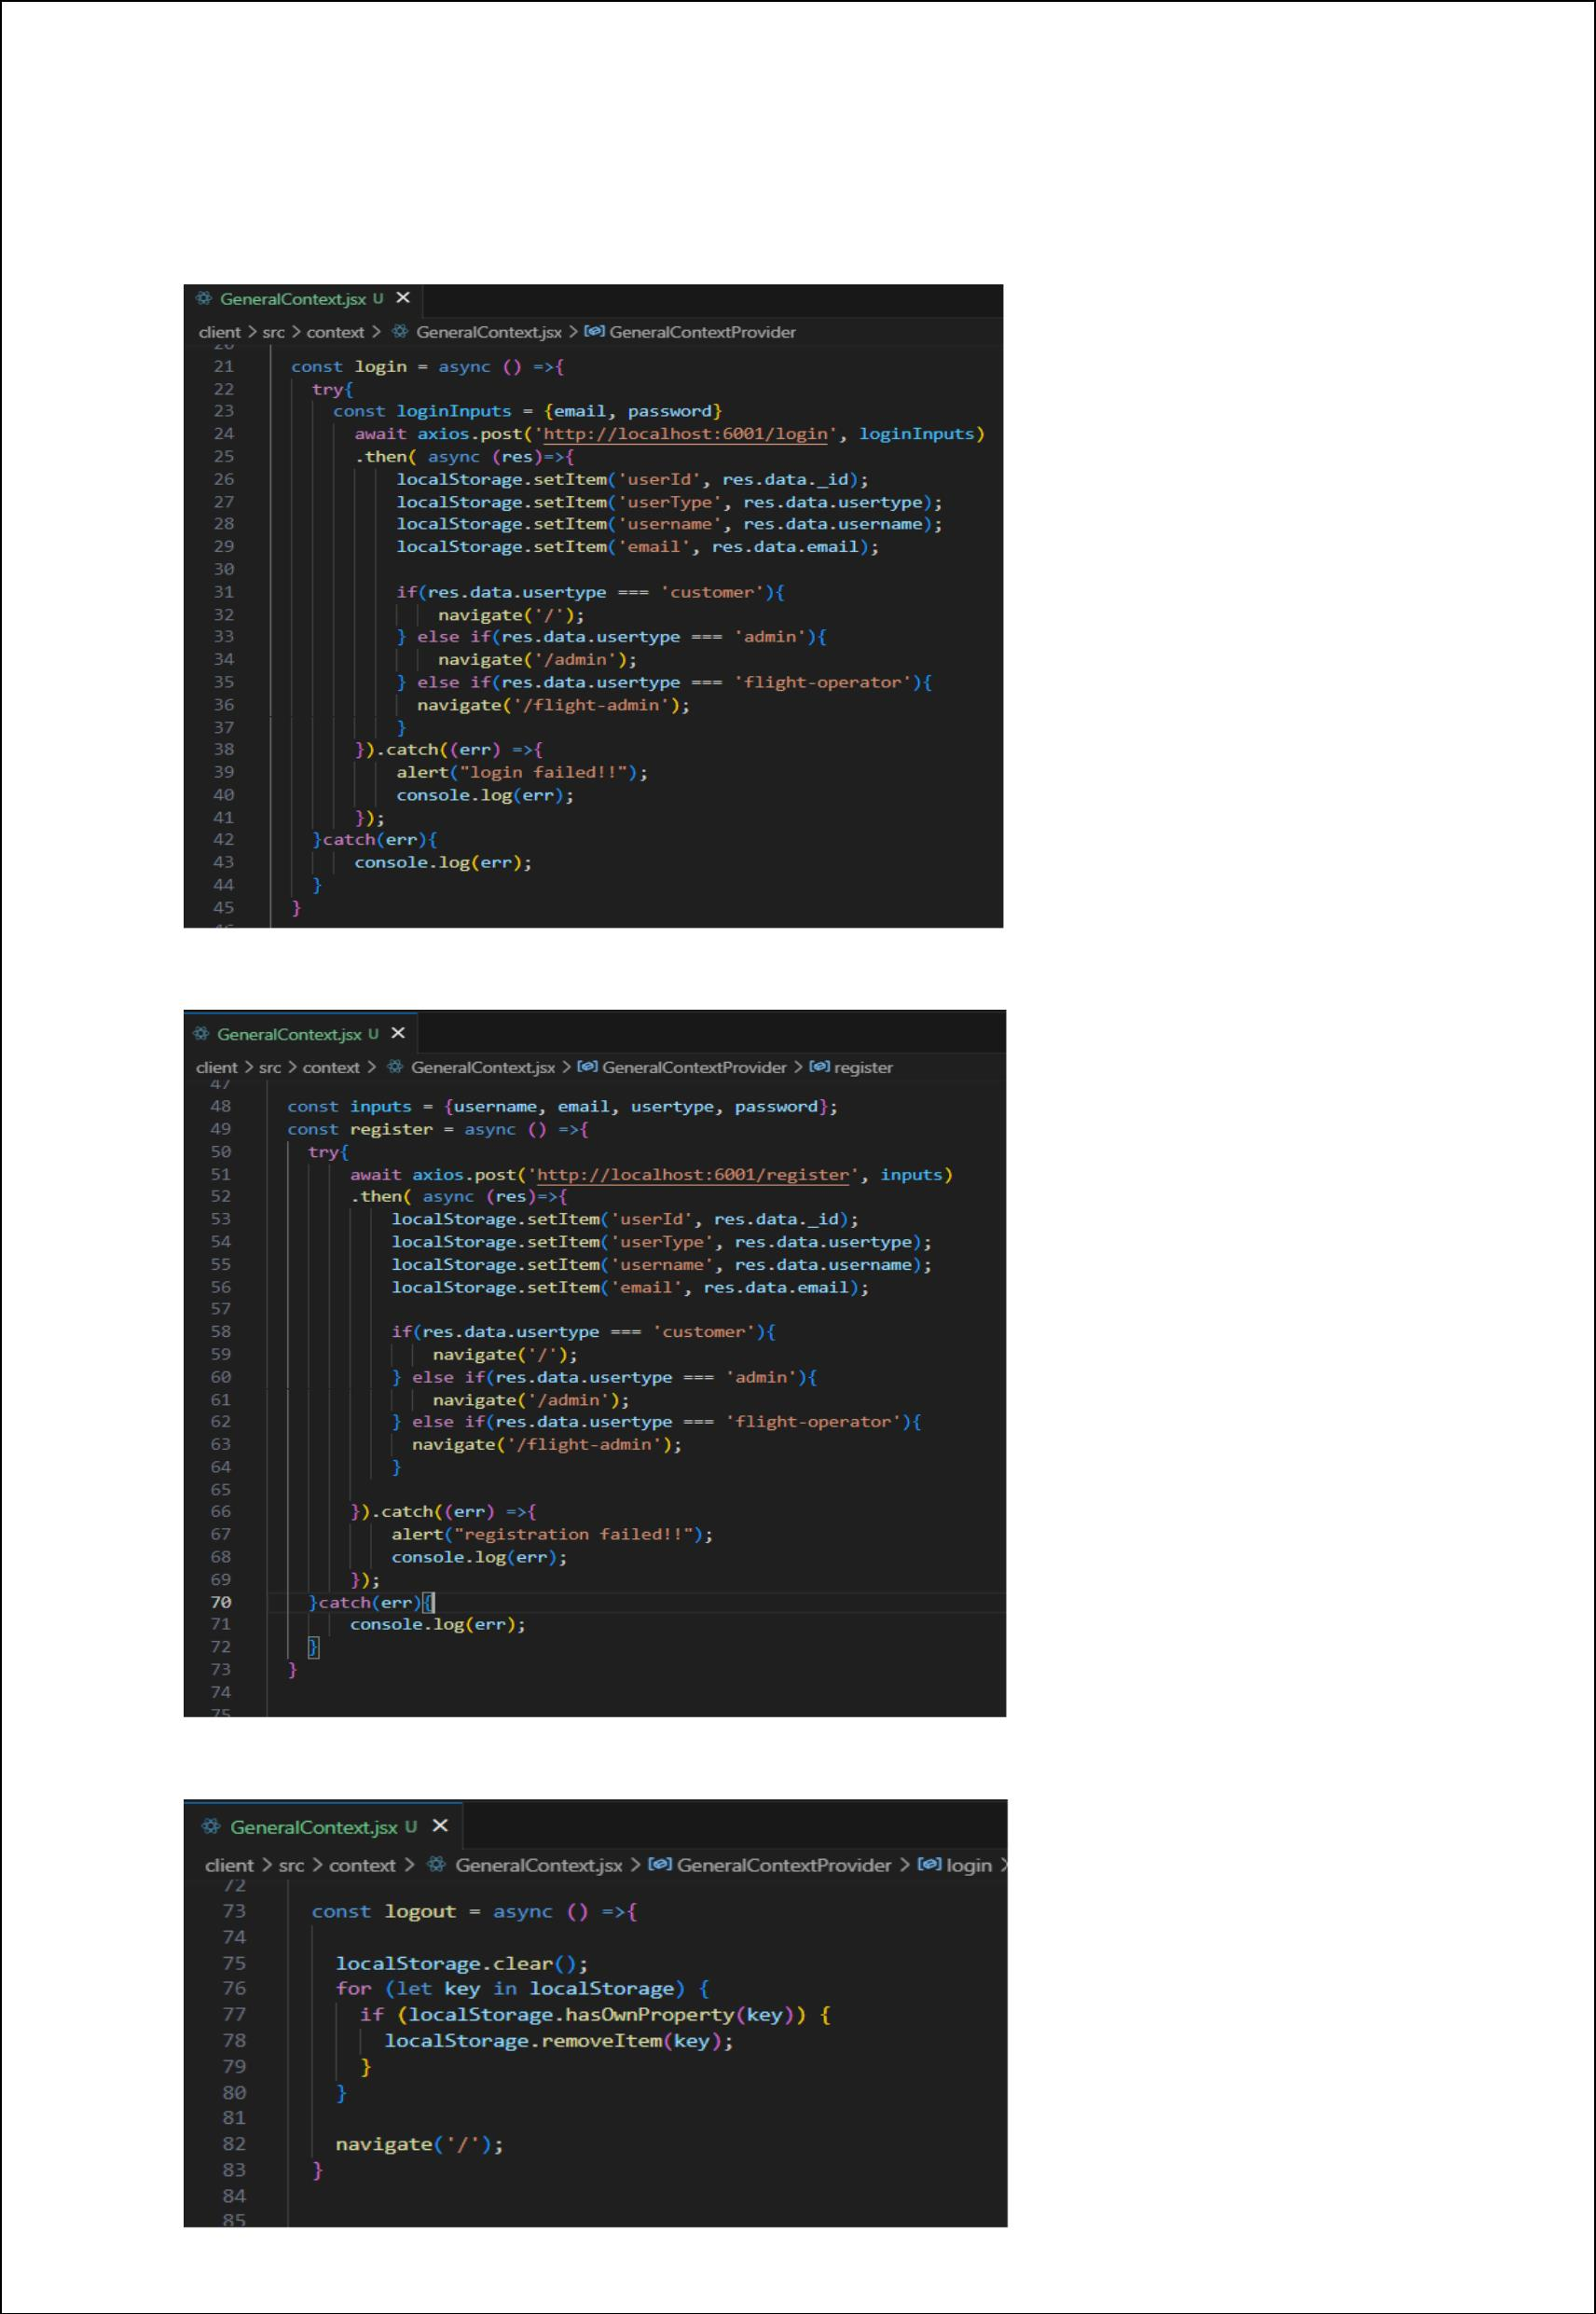 GeneralContext.jsx U ×
client > src > context > GeneralContext.jsx > GeneralContextProvider
20
21 const login = async () =>{
22 try{
23 const loginInputs = {email, password}
24 await axios.post('http://localhost:6001/login', loginInputs)
25 .then( async (res)=>{
26 localStorage.setItem('userId', res.data._id);
27 localStorage.setItem('userType', res.data.usertype);
28 localStorage.setItem('username', res.data.username);
29 localStorage.setItem('email', res.data.email);
30
31 if(res.data.usertype === 'customer'){
32 navigate('/');
33 } else if(res.data.usertype === 'admin'){
34 navigate('/admin');
35 } else if(res.data.usertype === 'flight-operator'){
36 navigate('/flight-admin');
37 }
38 }).catch((err) =>{
39 alert("login failed!!");
40 console.log(err);
41 });
42 }catch(err){
43 console.log(err);
44 }
45 }
GeneralContext.jsx U ×
client > src > context > GeneralContext.jsx > GeneralContextProvider > register
47
48 const inputs = {username, email, usertype, password};
49 const register = async () =>{
50 try{
51 await axios.post('http://localhost:6001/register', inputs)
52 .then( async (res)=>{
53 localStorage.setItem('userId', res.data._id);
54 localStorage.setItem('userType', res.data.usertype);
55 localStorage.setItem('username', res.data.username);
56 localStorage.setItem('email', res.data.email);
57
58 if(res.data.usertype === 'customer'){
59 navigate('/');
60 } else if(res.data.usertype === 'admin'){
61 navigate('/admin');
62 } else if(res.data.usertype === 'flight-operator'){
63 navigate('/flight-admin');
64 }
65
66 }).catch((err) =>{
67 alert("registration failed!!");
68 console.log(err);
69 });
70 }catch(err){
71 console.log(err);
72 }
73 }
74
75
GeneralContext.jsx U ×
client > src > context > GeneralContext.jsx > GeneralContextProvider > login >
72
73 const logout = async () =>{
74
75 localStorage.clear();
76 for (let key in localStorage) {
77 if (localStorage.hasOwnProperty(key)) {
78 localStorage.removeItem(key);
79 }
80 }
81
82 navigate('/');
83 }
84
85